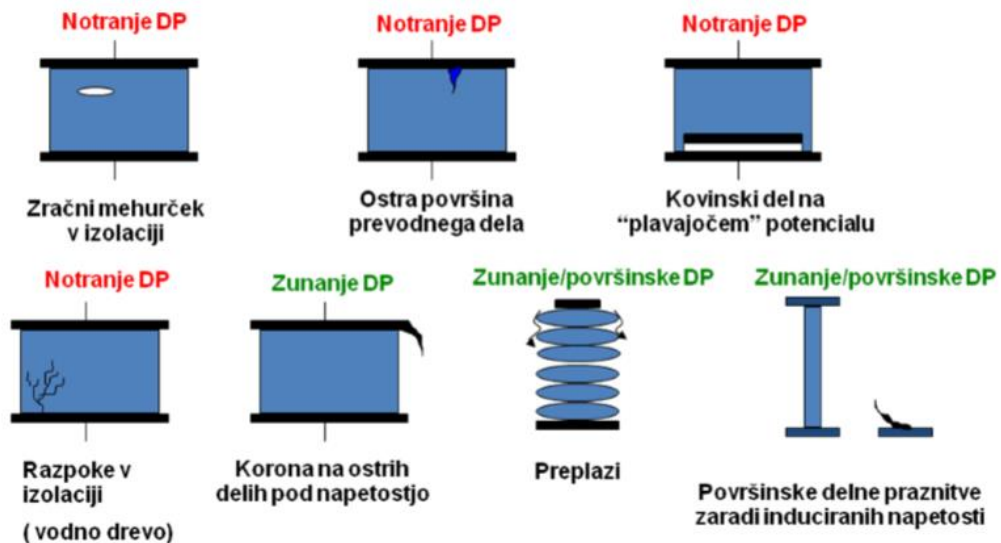 Notranje DP
Notranje DP
Notranje DP
Zračni mehurček
v izolaciji
Ostra površina
prevodnega dela
Kovinski del na
“plavajočem” potencialu
Notranje DP
Zunanje DP
Zunanje/površinske DP
Zunanje/površinske DP
Razpoke v
izolaciji
( vodno drevo)
Korona na ostrih
delih pod napetostjo
Preplazi
Površinske delne praznitve
zaradi induciranih napetosti